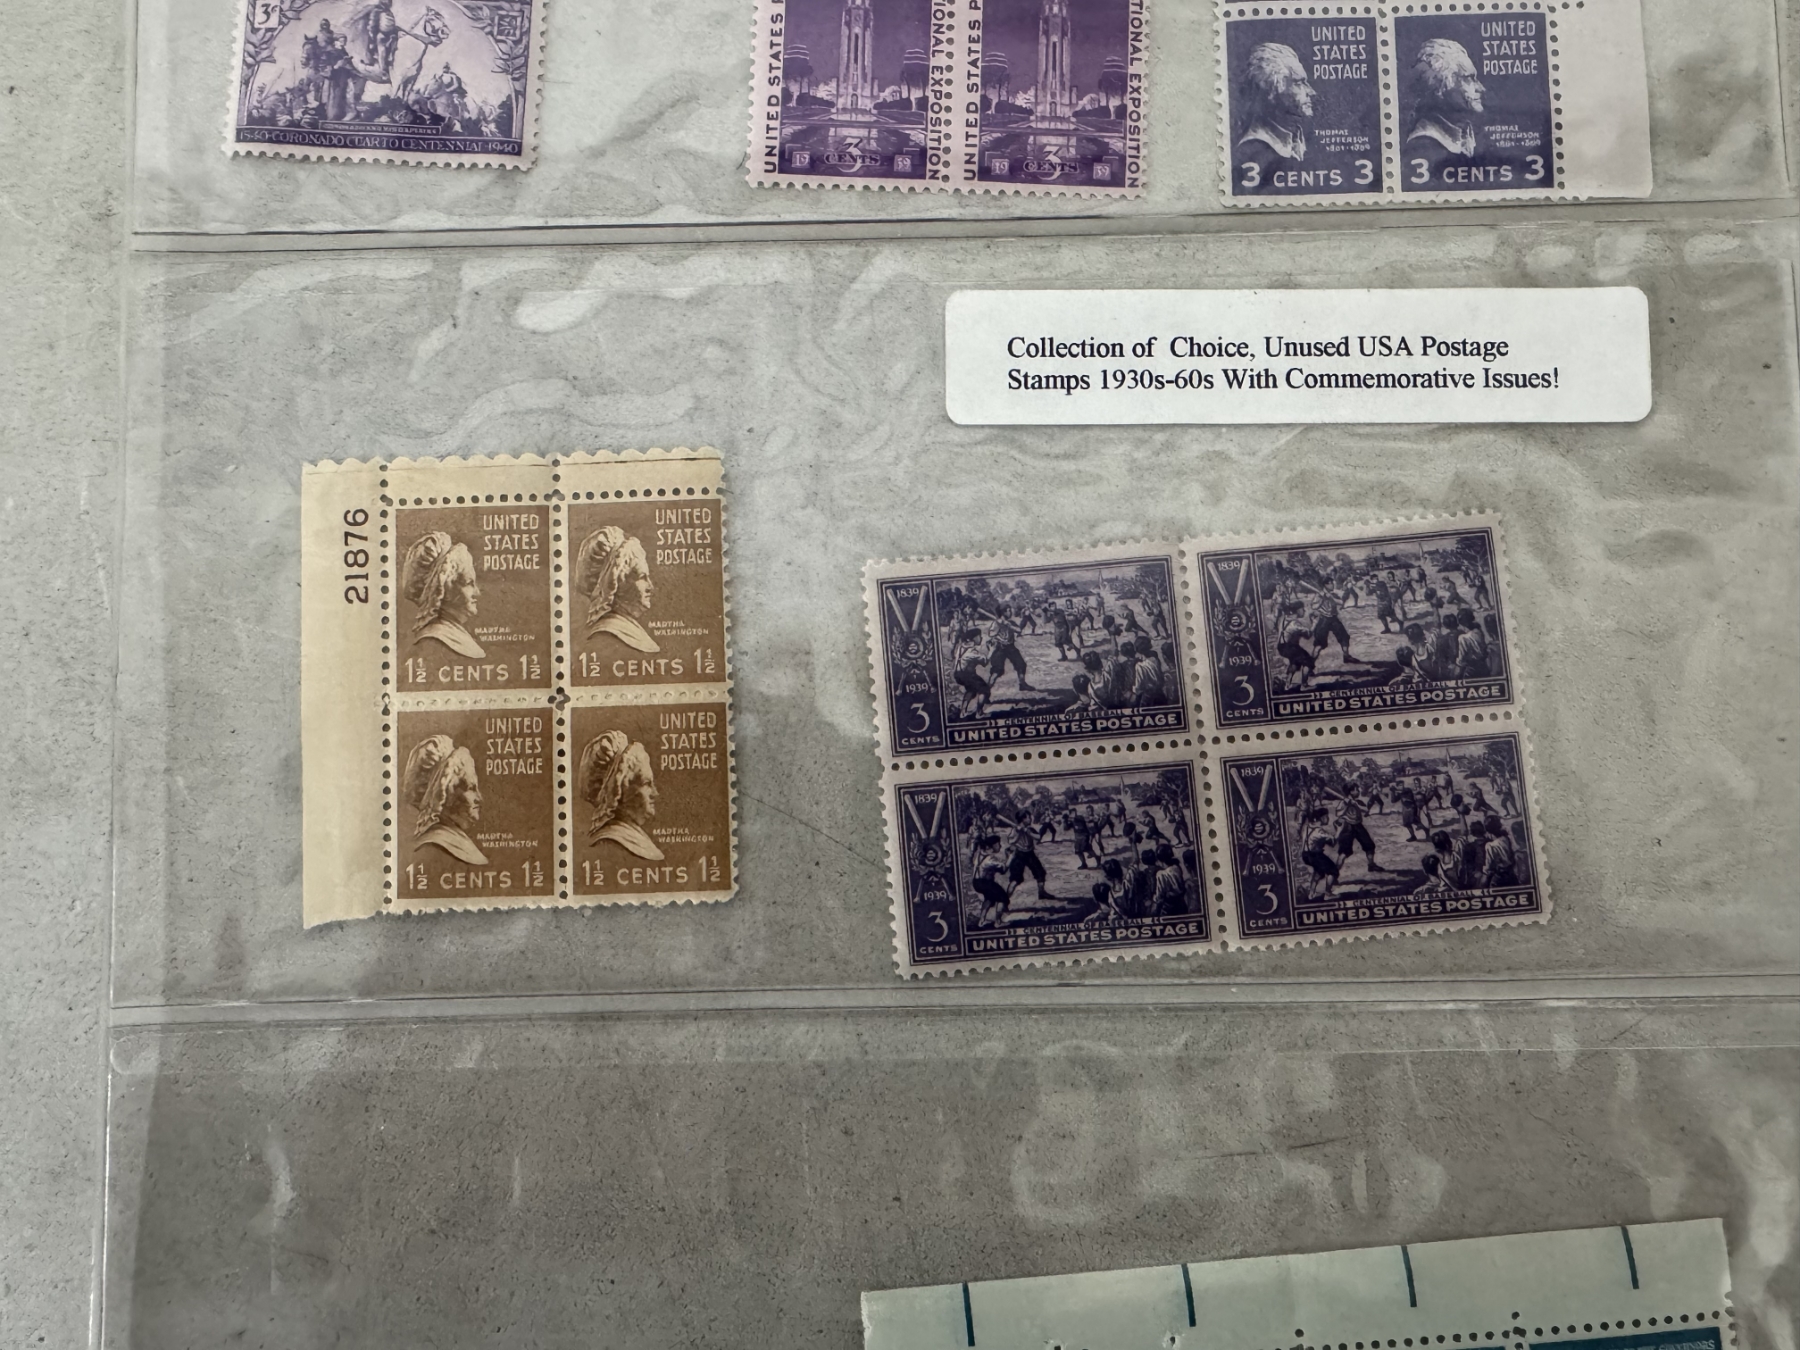 3¢
1540·CORONADO CUARTO CENTENNIAL·1940
UNITED STATES P
TIONAL EXPOSITION
19 3 CENTS 39
UNITED STATES P
TIONAL EXPOSITION
19 3 CENTS 39
UNITED
STATES
POSTAGE
THOMAS
JEFFERSON
1801-1809
3 CENTS 3
UNITED
STATES
POSTAGE
THOMAS
JEFFERSON
1801-1809
3 CENTS 3
Collection of Choice, Unused USA Postage
Stamps 1930s-60s With Commemorative Issues!
21876
UNITED
STATES
POSTAGE
MARTHA
WASHINGTON
1½ CENTS 1½
UNITED
STATES
POSTAGE
MARTHA
WASHINGTON
1½ CENTS 1½
UNITED
STATES
POSTAGE
MARTHA
WASHINGTON
1½ CENTS 1½
UNITED
STATES
POSTAGE
MARTHA
WASHINGTON
1½ CENTS 1½
1839
1939
3
CENTS
CENTENNIAL OF BASEBALL
UNITED STATES POSTAGE
1839
1939
3
CENTS
CENTENNIAL OF BASEBALL
UNITED STATES POSTAGE
1839
1939
3
CENTS
CENTENNIAL OF BASEBALL
UNITED STATES POSTAGE
1839
1939
3
CENTS
CENTENNIAL OF BASEBALL
UNITED STATES POSTAGE